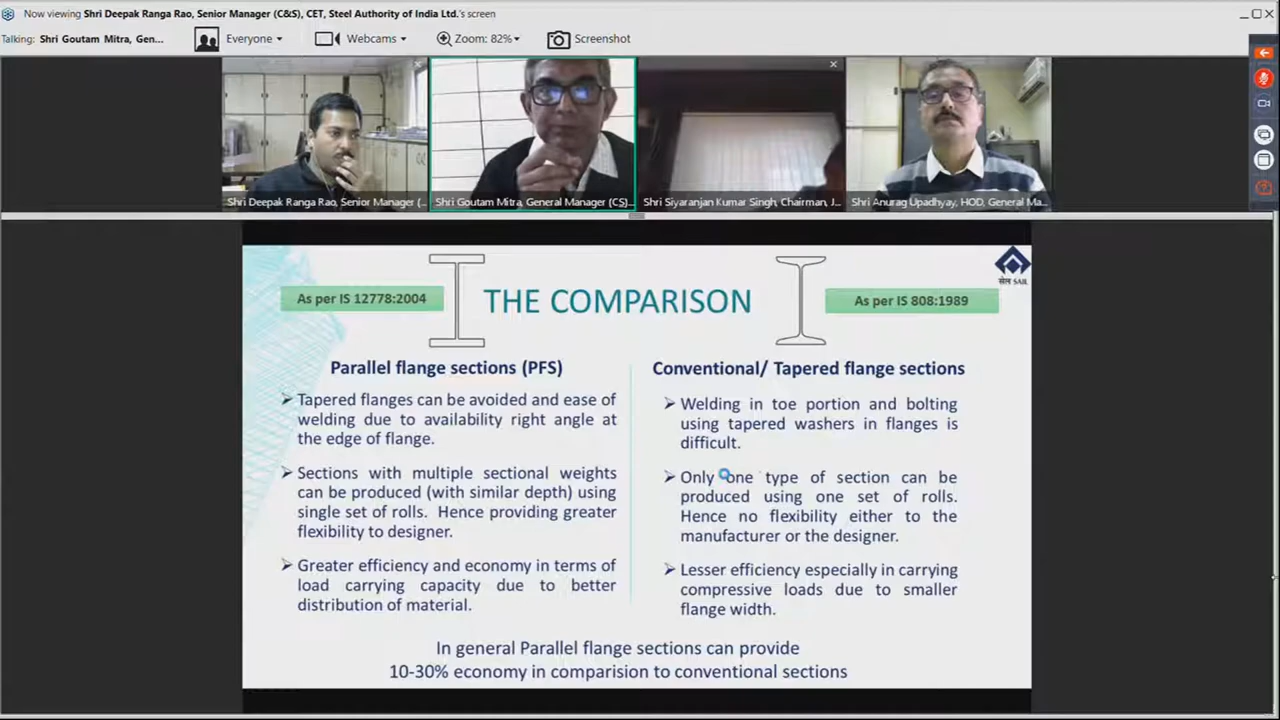 Now viewing Shri Deepak Ranga Rao, Senior Manager (C&S), CET, Steel Authority of India Ltd.'s screen
Talking: Shri Goutam Mitra, Gen...
Everyone
Webcams
Zoom: 82%
Screenshot
Shri Deepak Ranga Rao, Senior Manager (...
Shri Goutam Mitra, General Manager (CS)...
Shri Siyaranjan Kumar Singh, Chairman, J...
Shri Anurag Upadhyay, HOD, General Ma...
As per IS 12778:2004
THE COMPARISON
As per IS 808:1989
सेल SAIL
Parallel flange sections (PFS)
Tapered flanges can be avoided and ease of
welding due to availability right angle at
the edge of flange.
Sections with multiple sectional weights
can be produced (with similar depth) using
single set of rolls. Hence providing greater
flexibility to designer.
Greater efficiency and economy in terms of
load carrying capacity due to better
distribution of material.
Conventional/ Tapered flange sections
Welding in toe portion and bolting
using tapered washers in flanges is
difficult.
Only one type of section can be
produced using one set of rolls.
Hence no flexibility either to the
manufacturer or the designer.
Lesser efficiency especially in carrying
compressive loads due to smaller
flange width.
In general Parallel flange sections can provide
10-30% economy in comparision to conventional sections